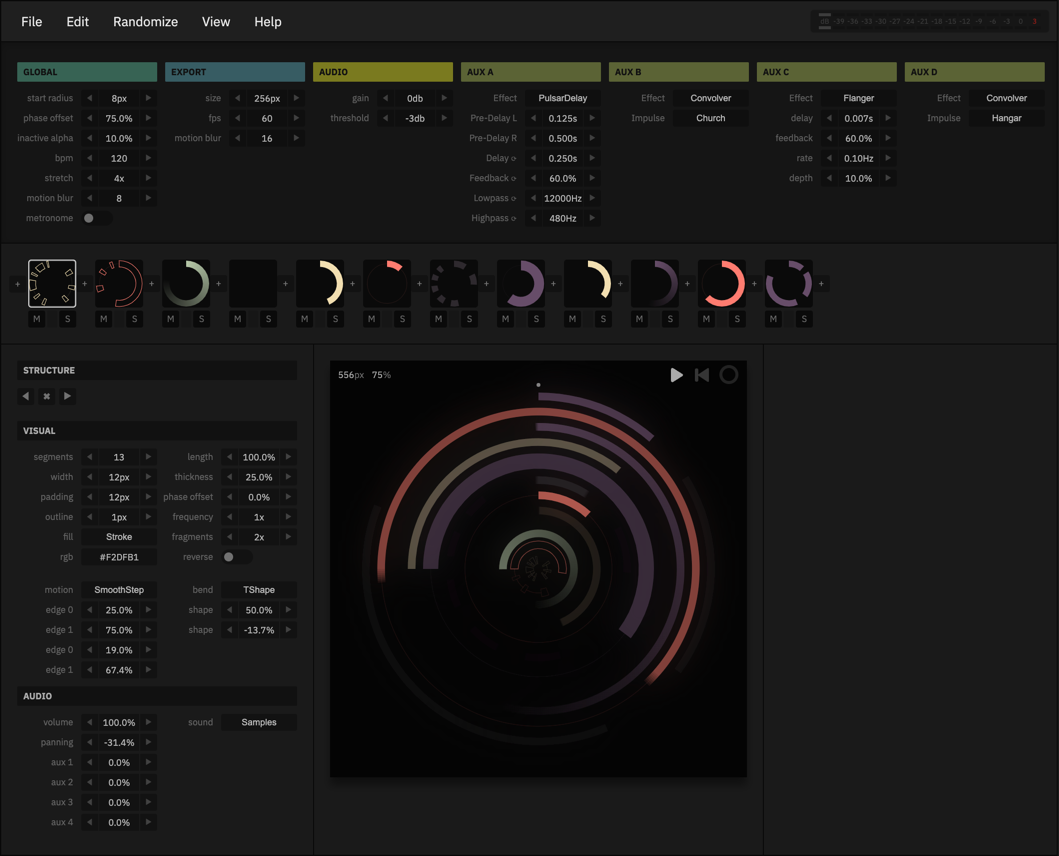 File Edit Randomize View Help
dB -39 -36 -33 -30 -27 -24 -21 -18 -15 -12 -9 -6 -3 0 3
GLOBAL EXPORT AUDIO AUX A AUX B AUX C AUX D
start radius 8px size 256px gain 0db Effect PulsarDelay Effect Convolver Effect Flanger Effect Convolver
phase offset 75.0% fps 60 threshold -3db Pre-Delay L 0.125s Impulse Church delay 0.007s Impulse Hangar
inactive alpha 10.0% motion blur 16 Pre-Delay R 0.500s feedback 60.0%
bpm 120 Delay 0.250s rate 0.10Hz
stretch 4x Feedback 60.0% depth 10.0%
motion blur 8 Lowpass 12000Hz
metronome Highpass 480Hz
+ + + + + + + + + + + + +
M S M S M S M S M S M S M S M S M S M S M S M S
STRUCTURE
556px 75%
VISUAL
segments 13 length 100.0%
width 12px thickness 25.0%
padding 12px phase offset 0.0%
outline 1px frequency 1x
fill Stroke fragments 2x
rgb #F2DFB1 reverse
motion SmoothStep bend TShape
edge 0 25.0% shape 50.0%
edge 1 75.0% shape -13.7%
edge 0 19.0%
edge 1 67.4%
AUDIO
volume 100.0% sound Samples
panning -31.4%
aux 1 0.0%
aux 2 0.0%
aux 3 0.0%
aux 4 0.0%